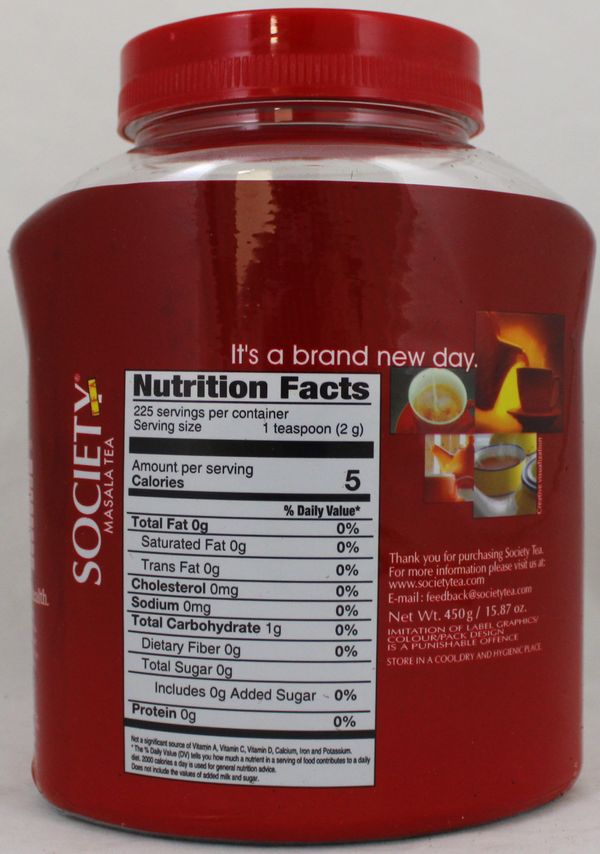 SOCIETY®
TEA
MASALA TEA
It's a brand new day.
Nutrition Facts
225 servings per container
Serving size 1 teaspoon (2 g)
Amount per serving
Calories 5
% Daily Value*
Total Fat 0g 0%
Saturated Fat 0g 0%
Trans Fat 0g 0%
Cholesterol 0mg 0%
Sodium 0mg 0%
Total Carbohydrate 1g 0%
Dietary Fiber 0g 0%
Total Sugar 0g
Includes 0g Added Sugar 0%
Protein 0g 0%
Not a significant source of Vitamin A, Vitamin C, Vitamin D, Calcium, Iron and Potassium.
*The % Daily Value (DV) tells you how much a nutrient in a serving of food contributes to a daily
diet. 2000 calories a day is used for general nutrition advice.
Does not include the values of added milk and sugar.
Creative visualization
Thank you for purchasing Society Tea.
For more information please visit us at:
www.societytea.com
E-mail : feedback@societytea.com
Net Wt. 450g / 15.87 oz.
IMITATION OF LABEL GRAPHICS/
COLOUR/PACK DESIGN
IS A PUNISHABLE OFFENCE
STORE IN A COOL,DRY AND HYGIENIC PLACE